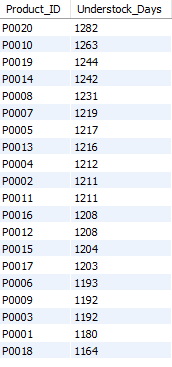 Product_ID Understock_Days
P0020 1282
P0010 1263
P0019 1244
P0014 1242
P0008 1231
P0007 1219
P0005 1217
P0013 1216
P0004 1212
P0002 1211
P0011 1211
P0016 1208
P0012 1208
P0015 1204
P0017 1203
P0006 1193
P0009 1192
P0003 1192
P0001 1180
P0018 1164